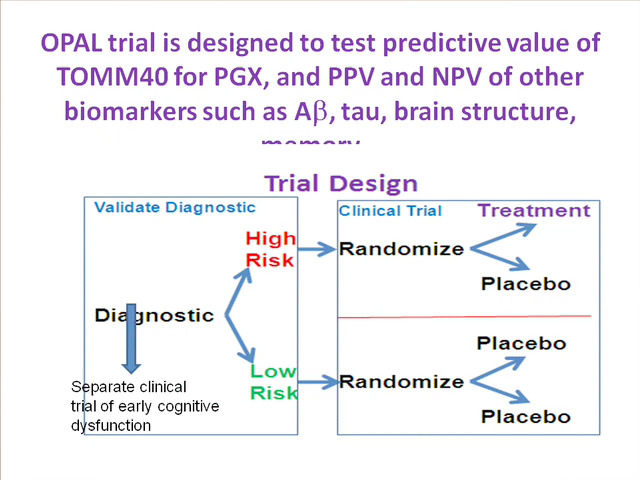 OPAL trial is designed to test predictive value of
TOMM40 for PGX, and PPV and NPV of other
biomarkers such as Aβ, tau, brain structure,
Trial Design
Validate Diagnostic
Clinical Trial
Treatment
High
Risk
Randomize
Placebo
Diagnostic
Placebo
Low
Risk
Randomize
Placebo
Separate clinical
trial of early cognitive
dysfunction